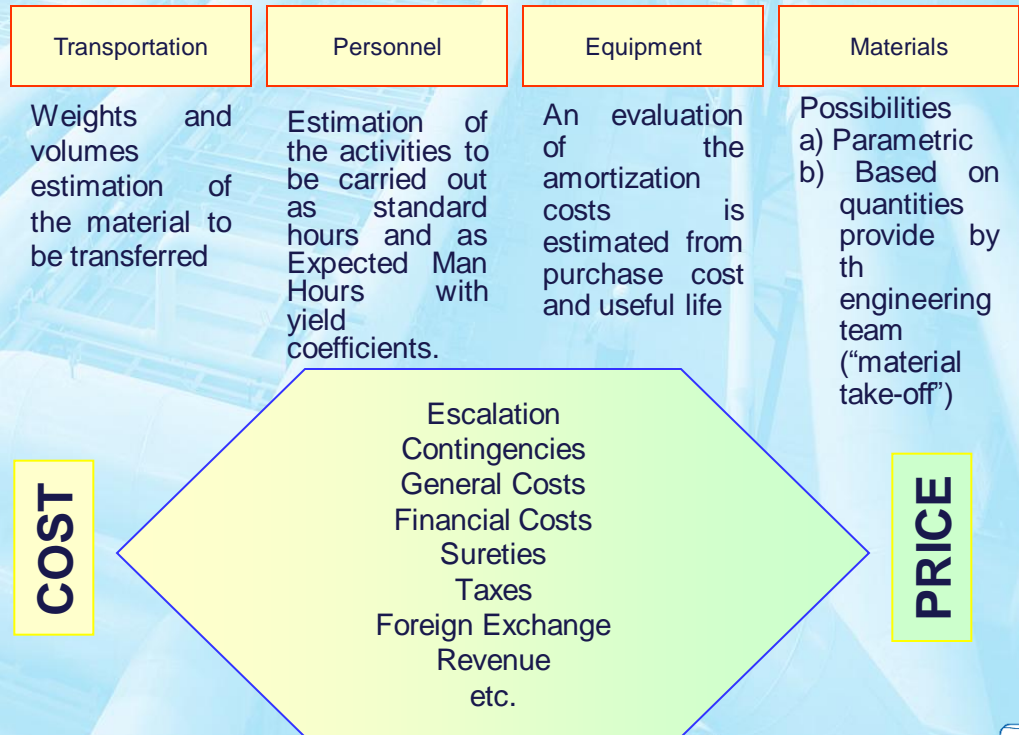 Transportation
Personnel
Equipment
Materials
Weights and
volumes
estimation of
the material to
be transferred
Estimation of
the activities to
be carried out
as standard
hours and as
Expected Man
Hours with
yield
coefficients.
An evaluation
of the
amortization
costs is
estimated from
purchase cost
and useful life
Possibilities
a) Parametric
b) Based on
quantities
provide by
th
engineering
team
(“material
take-off”)
COST
Escalation
Contingencies
General Costs
Financial Costs
Sureties
Taxes
Foreign Exchange
Revenue
etc.
PRICE